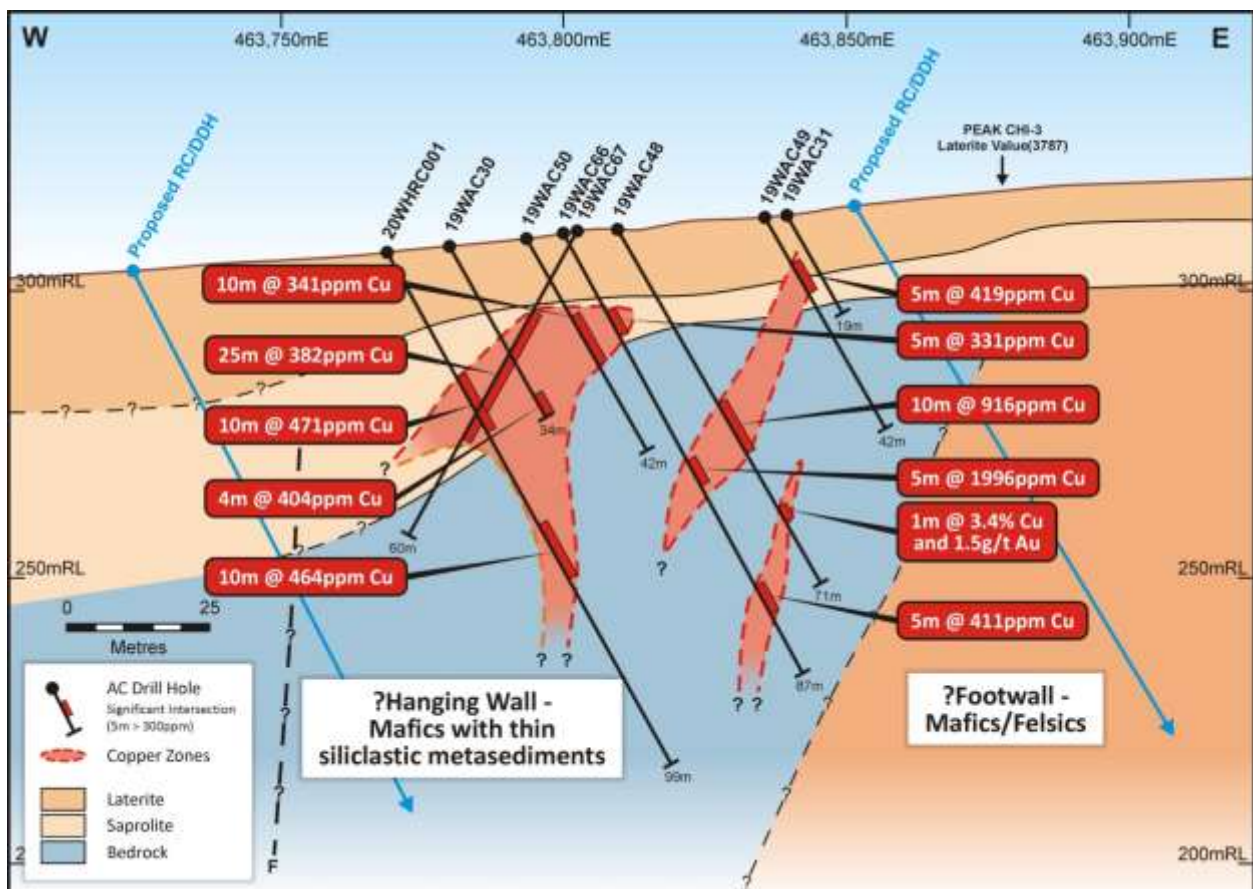 W
463,750mE
463,800mE
463,850mE
463,900mE
E
Proposed RC/DDH
20WHRC001
19WAC30
19WAC50
19WAC66
19WAC67
19WAC48
19WAC49
19WAC31
Proposed RC/DDH
PEAK CHI-3
Laterite Value(3787)
300mRL
300mRL
10m @ 341ppm Cu
25m @ 382ppm Cu
10m @ 471ppm Cu
4m @ 404ppm Cu
10m @ 464ppm Cu
5m @ 419ppm Cu
5m @ 331ppm Cu
10m @ 916ppm Cu
5m @ 1996ppm Cu
1m @ 3.4% Cu
and 1.5g/t Au
5m @ 411ppm Cu
19m
34m
42m
42m
60m
71m
87m
99m
? ? ? ?
?
?
?
?
? ?
? ?
?
?
?
?
?
?
?
?
F
250mRL
250mRL
0 25
Metres
AC Drill Hole
Significant Intersection
(5m > 300ppm)
Copper Zones
Laterite
Saprolite
Bedrock
?Hanging Wall -
Mafics with thin
siliclastic metasediments
?Footwall -
Mafics/Felsics
200mRL